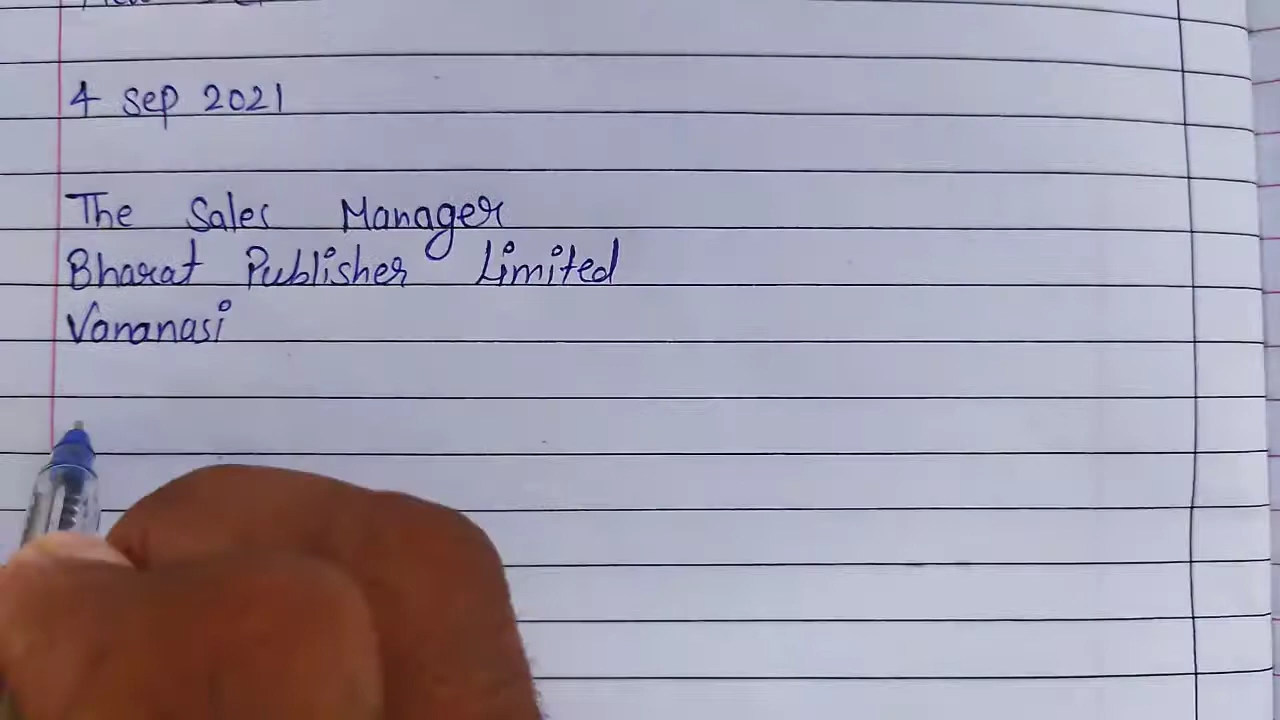 4 Sep 2021
The Sales Manager
Bharat Publisher Limited
Varanasi